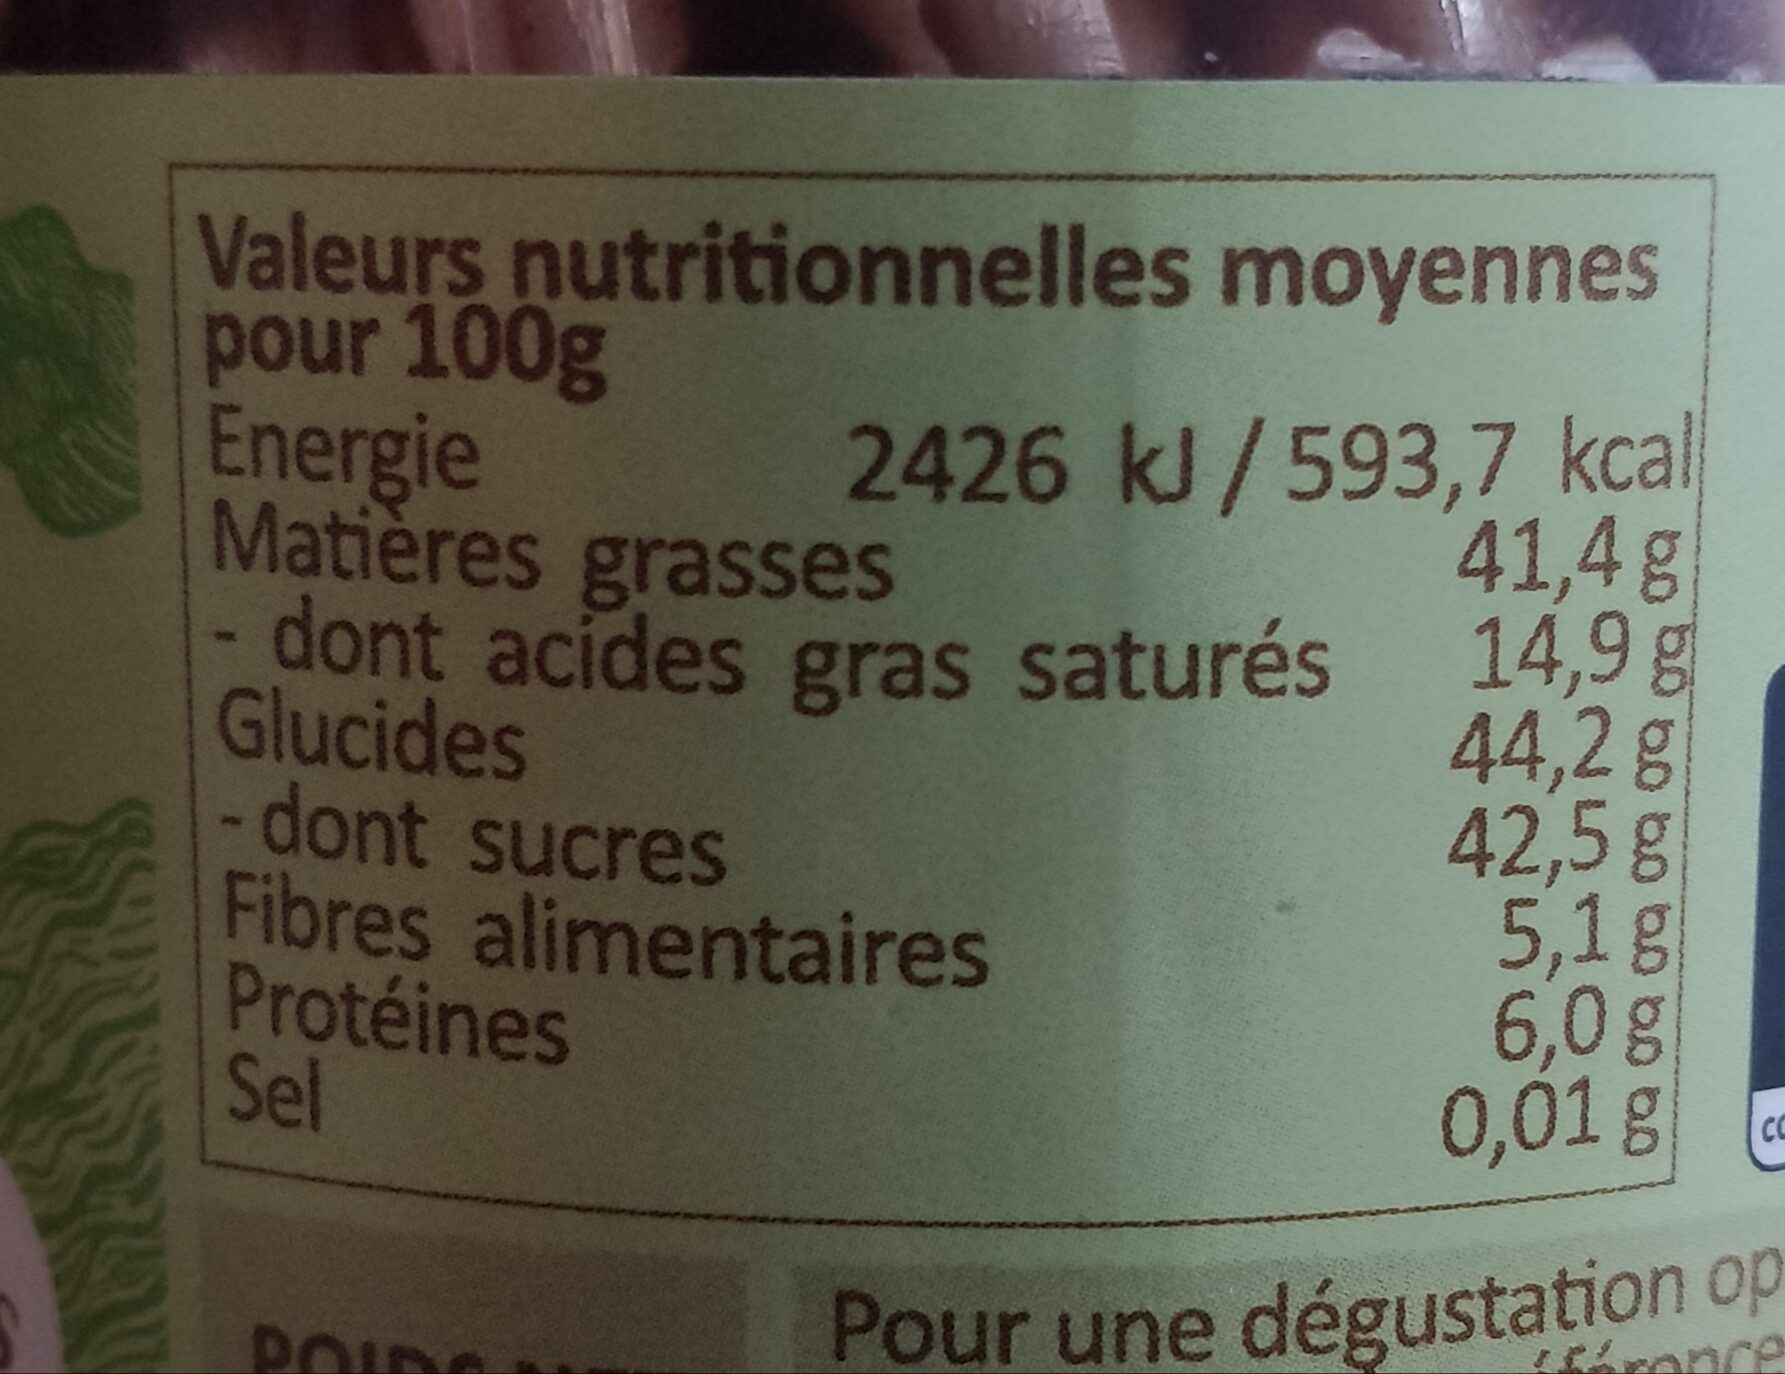 Valeurs nutritionnelles moyennes
pour 100g
Energie 2426 kJ / 593,7 kcal
Matières grasses 41,4 g
- dont acides gras saturés 14,9 g
Glucides 44,2 g
- dont sucres 42,5 g
Fibres alimentaires 5,1 g
Protéines 6,0 g
Sel 0,01 g
Pour une dégustation op
POIDS